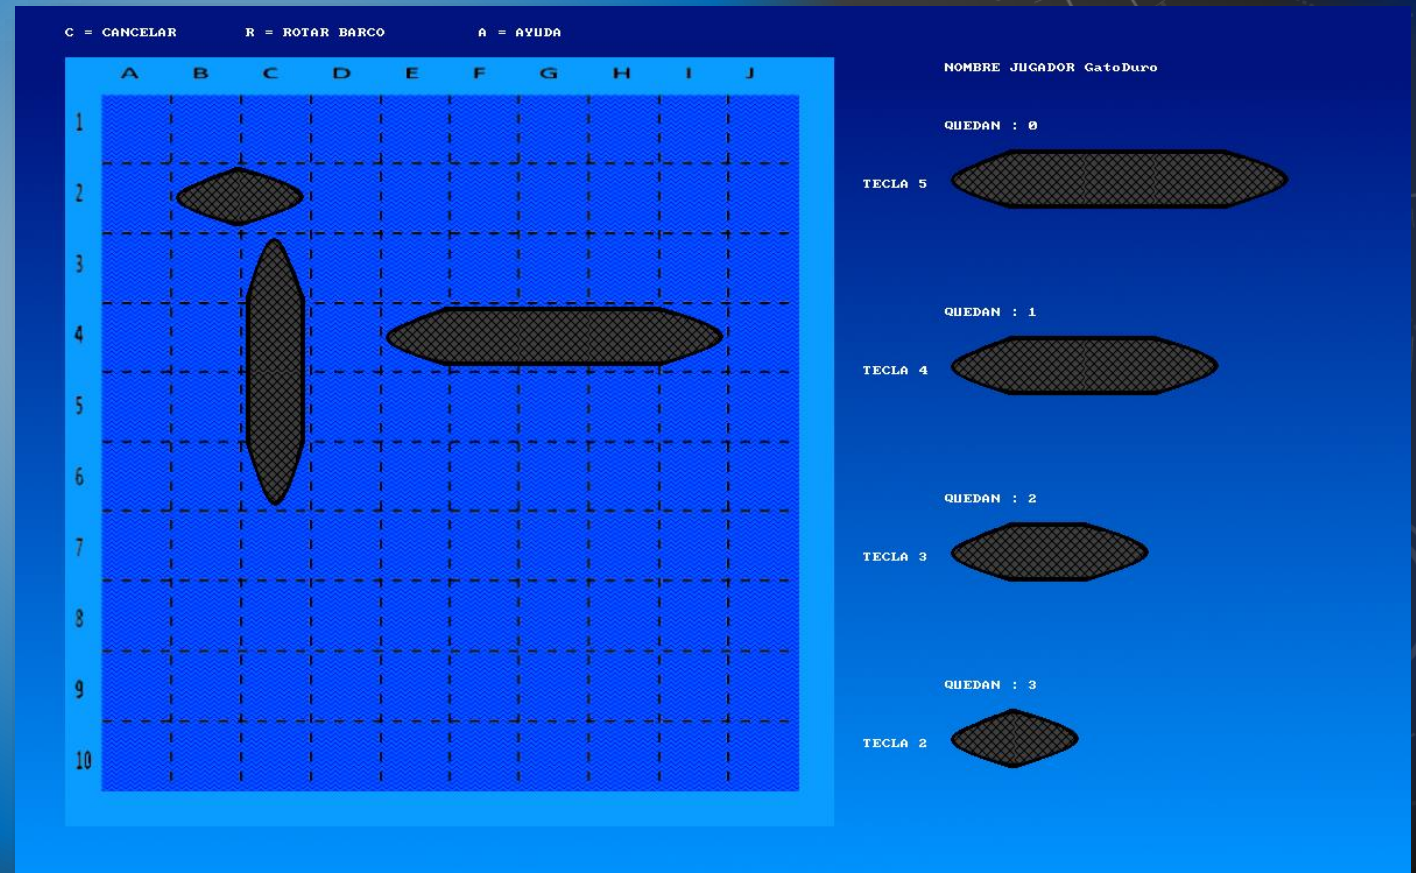 C = CANCELAR R = ROTAR BARCO A = AYUDA
NOMBRE JUGADOR GatoDuro
A B C D E F G H I J
1
2
3
4
5
6
7
8
9
10
QUEDAN : 0
TECLA 5
QUEDAN : 1
TECLA 4
QUEDAN : 2
TECLA 3
QUEDAN : 3
TECLA 2